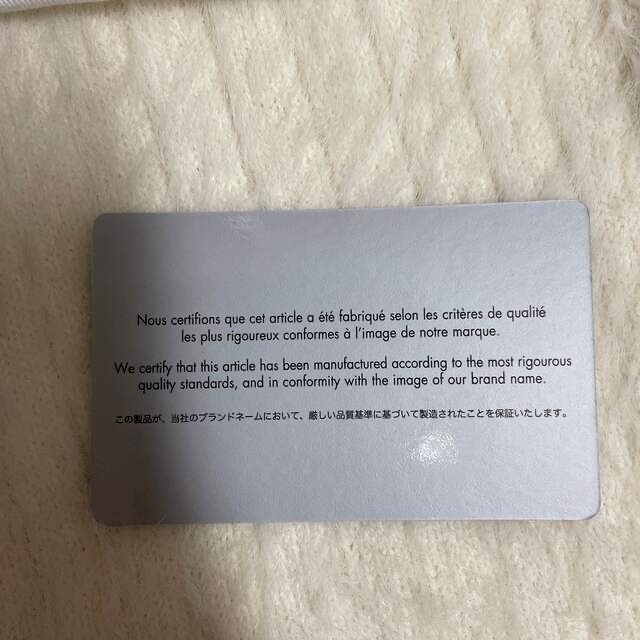 Nous certifions que cet article a été fabriqué selon les critères de qualité
les plus rigoureux conformes à l'image de notre marque.
We certify that this article has been manufactured according to the most rigourous
quality standards, and in conformity with the image of our brand name.
この製品が、当社のブランドネームにおいて、厳しい品質基準に基づいて製造されたことを保証いたします。